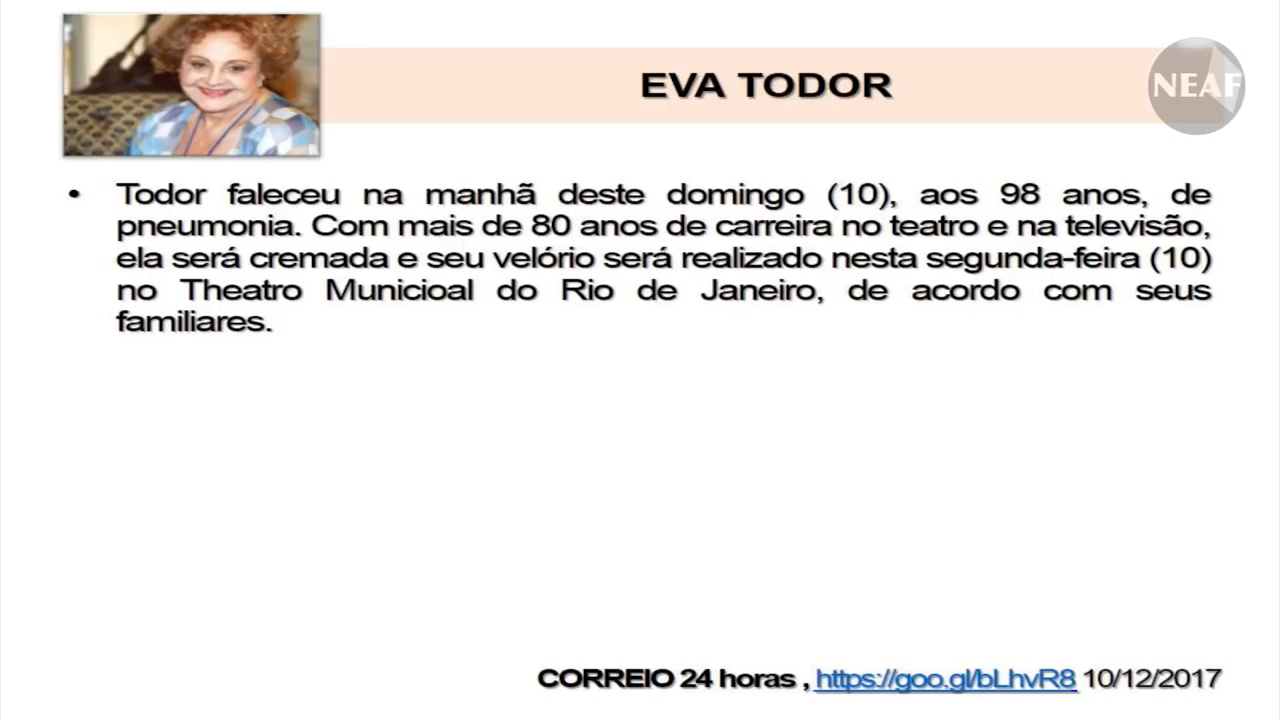 EVA TODOR
NEAF
• Todor faleceu na manhã deste domingo (10), aos 98 anos, de
pneumonia. Com mais de 80 anos de carreira no teatro e na televisão,
ela será cremada e seu velório será realizado nesta segunda-feira (10)
no Theatro Municioal do Rio de Janeiro, de acordo com seus
familiares.
CORREIO 24 horas , https://goo.gl/bLhvR8 10/12/2017